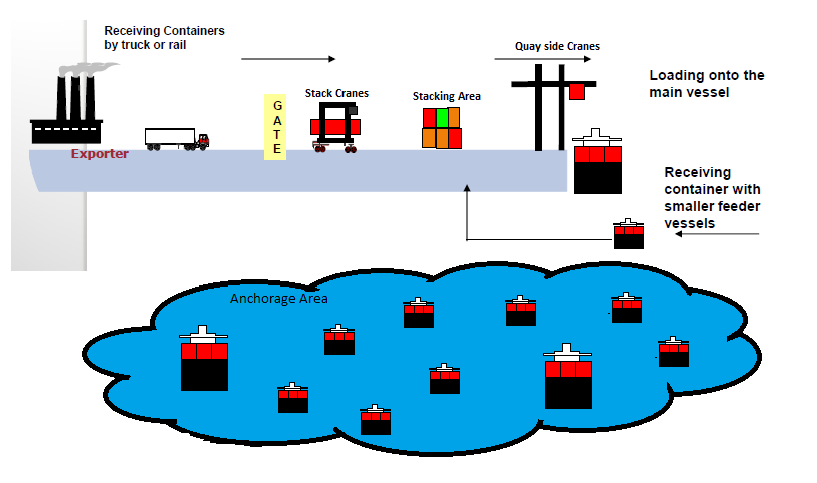 Receiving Containers
by truck or rail
Quay side Cranes
Loading onto the
main vessel
Stack Cranes
Stacking Area
G
A
T
E
Exporter
Receiving
container with
smaller feeder
vessels
Anchorage Area